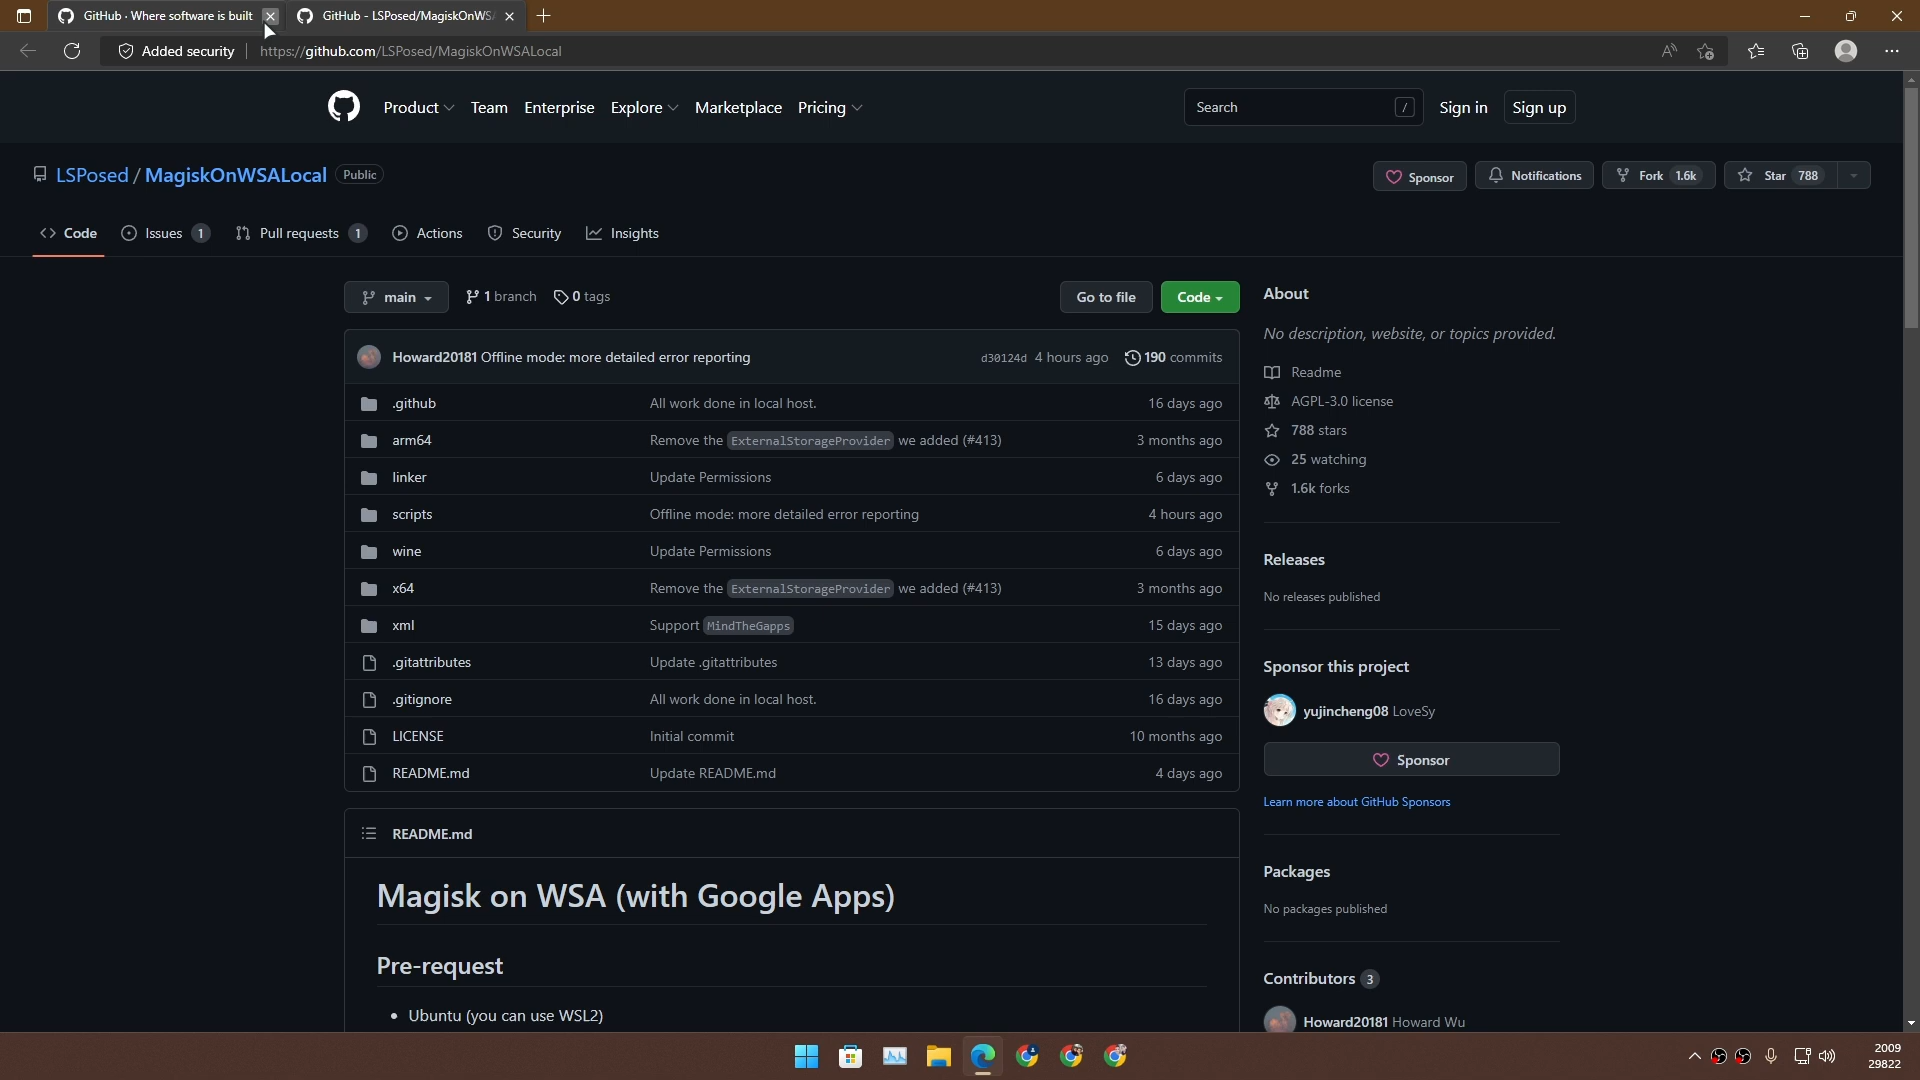 GitHub · Where software is built
GitHub - LSPosed/MagiskOnWSA
Added security
https://github.com/LSPosed/MagiskOnWSALocal
Product Team Enterprise Explore Marketplace Pricing
Search /
Sign in
Sign up
LSPosed / MagiskOnWSALocal Public
Sponsor
Notifications
Fork 1.6k
Star 788
Code
Issues 1
Pull requests 1
Actions
Security
Insights
main
1 branch
0 tags
Go to file
Code
Howard20181 Offline mode: more detailed error reporting d30124d 4 hours ago 190 commits
.github All work done in local host. 16 days ago
arm64 Remove the ExternalStorageProvider we added (#413) 3 months ago
linker Update Permissions 6 days ago
scripts Offline mode: more detailed error reporting 4 hours ago
wine Update Permissions 6 days ago
x64 Remove the ExternalStorageProvider we added (#413) 3 months ago
xml Support MindTheGapps 15 days ago
.gitattributes Update .gitattributes 13 days ago
.gitignore All work done in local host. 16 days ago
LICENSE Initial commit 10 months ago
README.md Update README.md 4 days ago
README.md
Magisk on WSA (with Google Apps)
Pre-request
• Ubuntu (you can use WSL2)
About
No description, website, or topics provided.
Readme
AGPL-3.0 license
788 stars
25 watching
1.6k forks
Releases
No releases published
Sponsor this project
yujincheng08 LoveSy
Sponsor
Learn more about GitHub Sponsors
Packages
No packages published
Contributors 3
Howard20181 Howard Wu
2009
29822